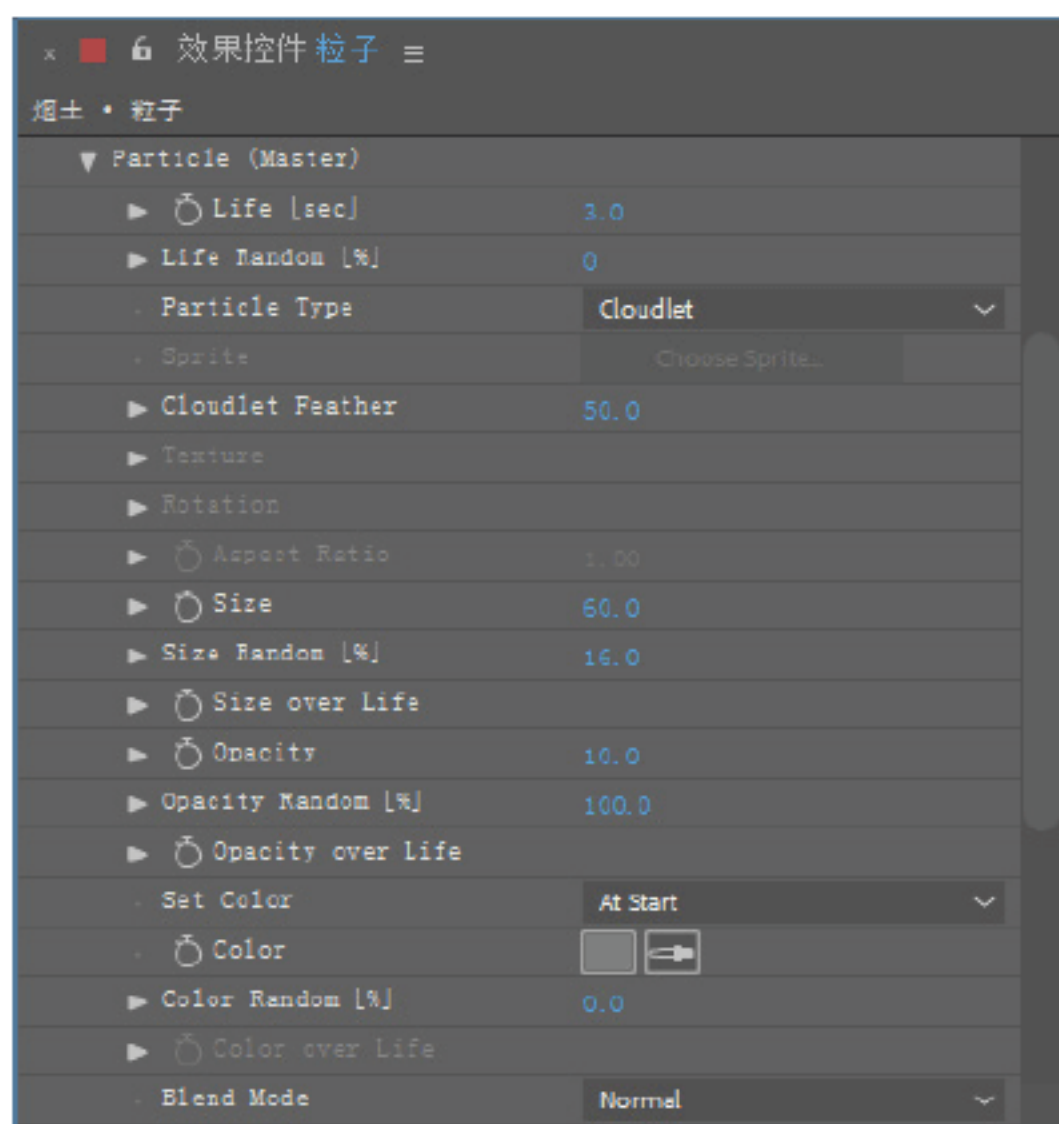 效果控件 粒子
烟土 • 粒子
Particle (Master)
Life [sec] 3.0
Life Random [%] 0
Particle Type Cloudlet
Sprite Choose Sprite...
Cloudlet Feather 50.0
Texture
Rotation
Aspect Ratio 1.00
Size 60.0
Size Random [%] 16.0
Size over Life
Opacity 10.0
Opacity Random [%] 100.0
Opacity over Life
Set Color At Start
Color
Color Random [%] 0.0
Color over Life
Blend Mode Normal